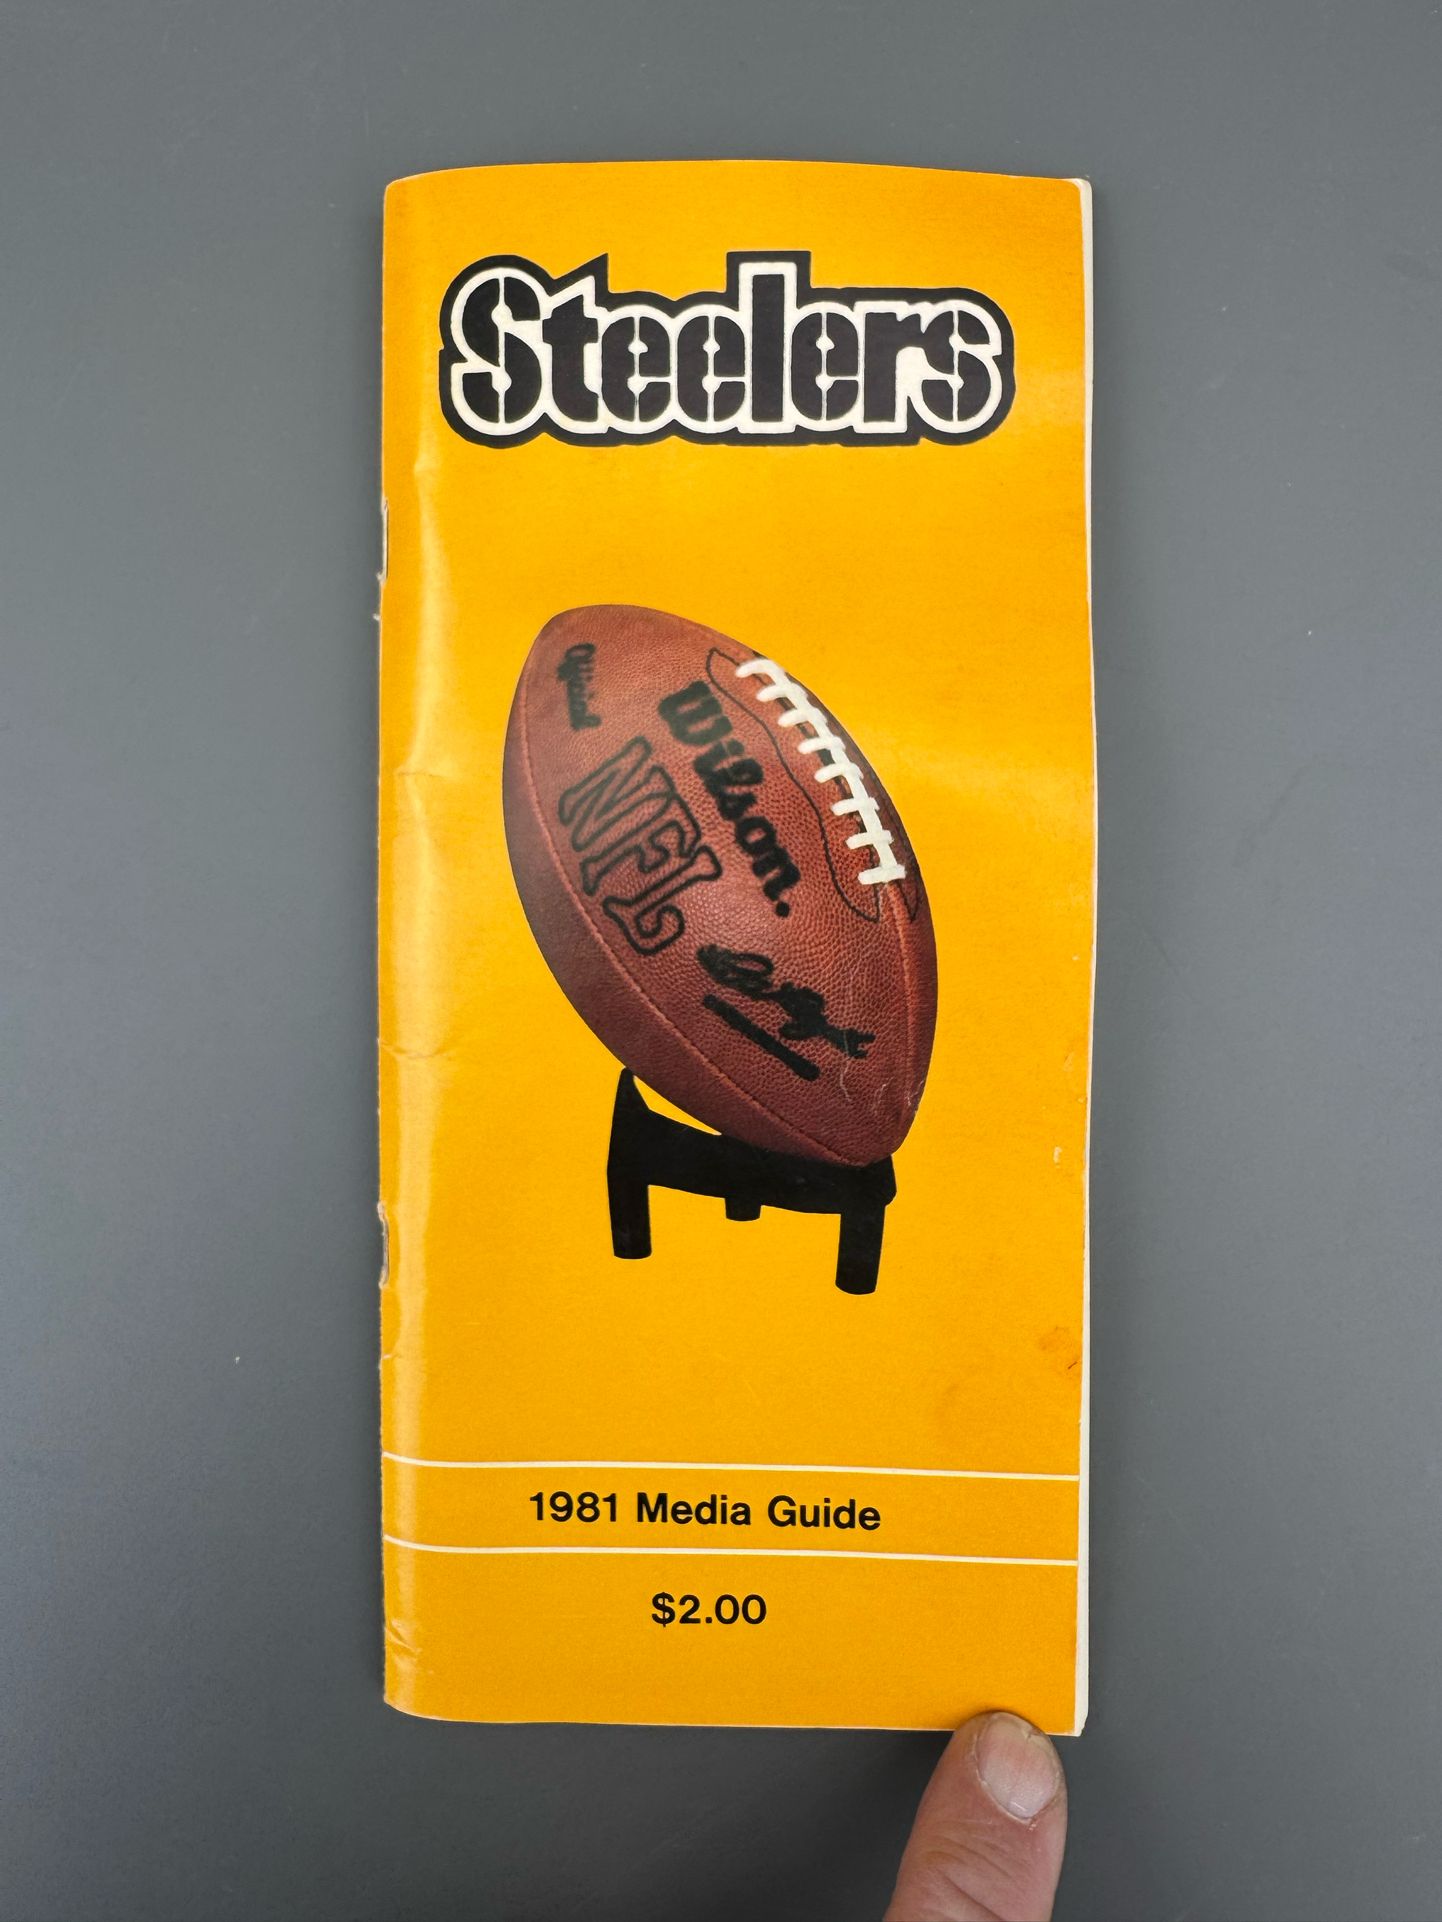 Steelers
Official
Wilson.
NFL
1981 Media Guide
$2.00